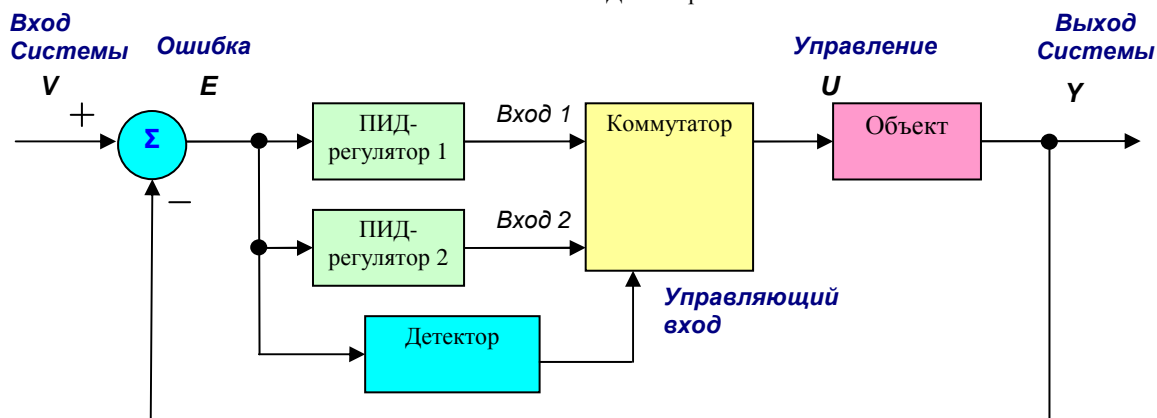 Вход
Системы
V
+
Ошибка
E
Σ
–
ПИД-
регулятор 1
Вход 1
ПИД-
регулятор 2
Вход 2
Детектор
Коммутатор
Управляющий
вход
Управление
U
Объект
Выход
Системы
Y